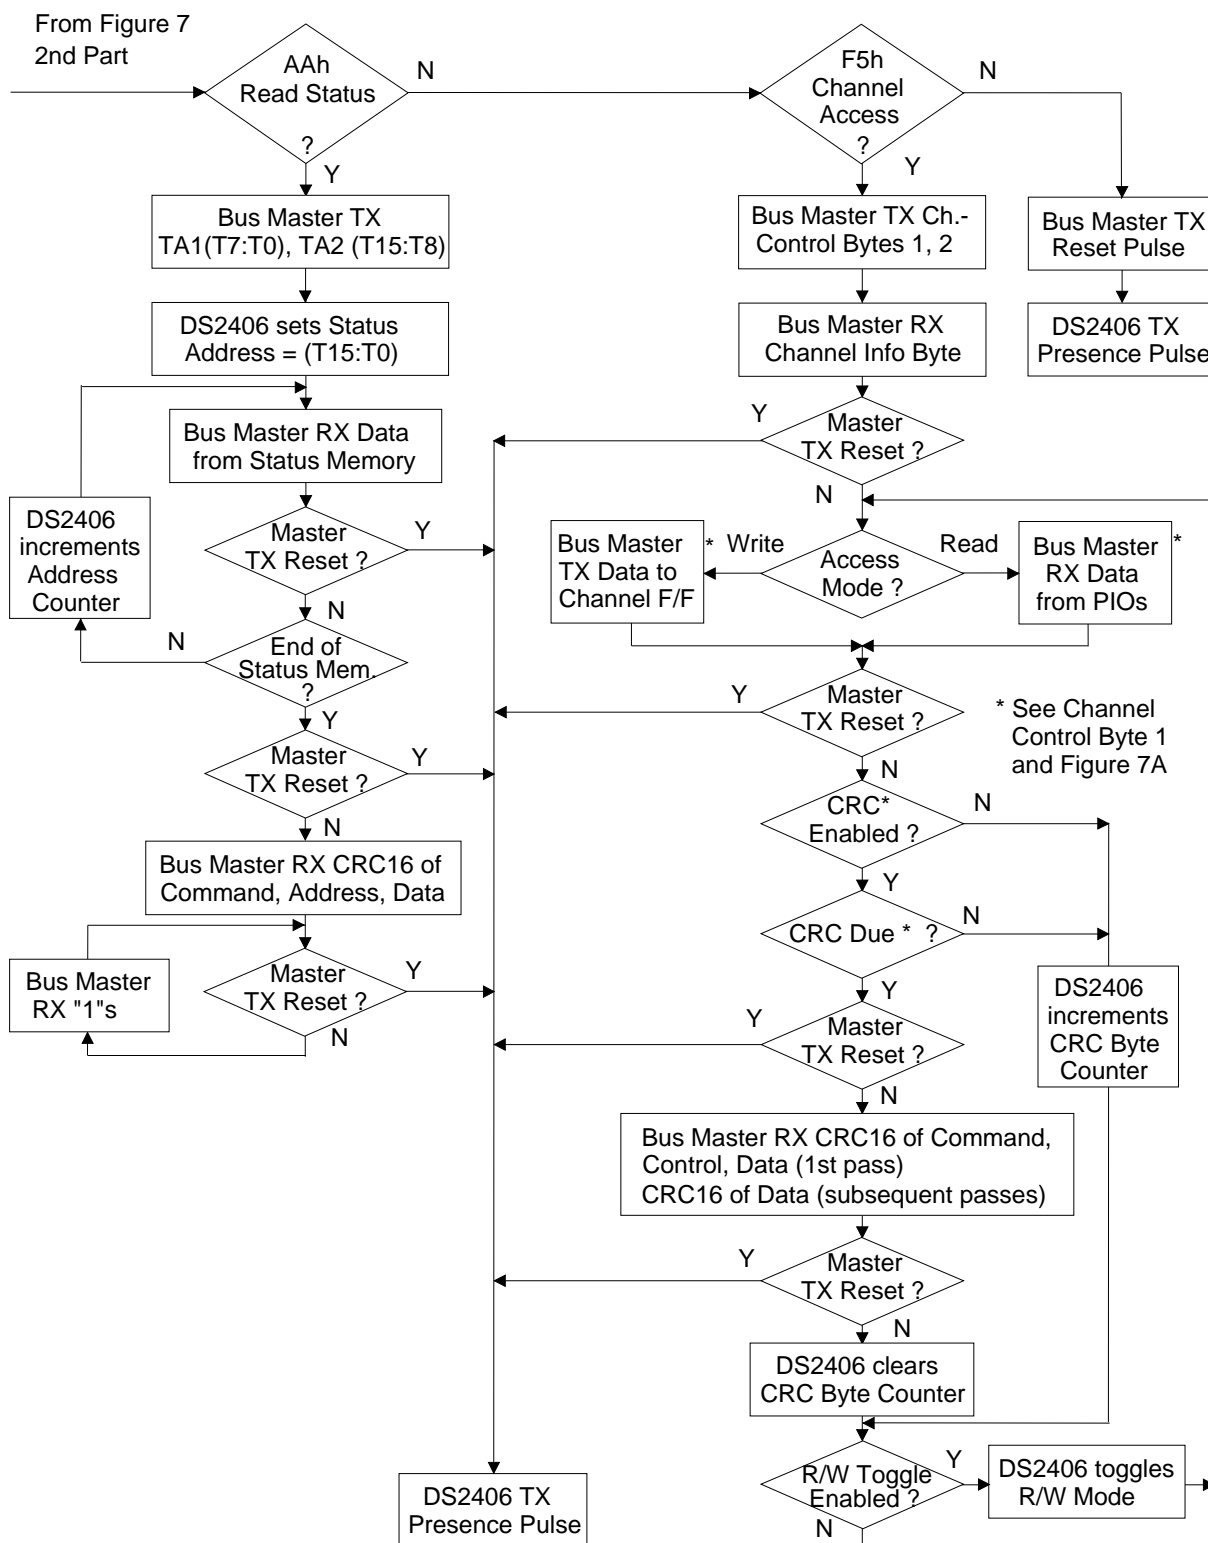 From Figure 7
2nd Part
AAh
Read Status
?
N
Y
F5h
Channel
Access
?
N
Y
Bus Master TX
TA1(T7:T0), TA2 (T15:T8)
Bus Master TX Ch.-
Control Bytes 1, 2
Bus Master TX
Reset Pulse
DS2406 sets Status
Address = (T15:T0)
Bus Master RX
Channel Info Byte
DS2406 TX
Presence Pulse
Bus Master RX Data
from Status Memory
Y
Master
TX Reset ?
N
DS2406
increments
Address
Counter
Master
TX Reset ?
Y
N
Bus Master
TX Data to
Channel F/F
* Write
Access
Mode ?
Read
Bus Master
RX Data
from PIOs
*
N
End of
Status Mem.
?
Y
Y
Master
TX Reset ?
N
* See Channel
Control Byte 1
and Figure 7A
Master
TX Reset ?
Y
N
CRC*
Enabled ?
N
Y
Bus Master RX CRC16 of
Command, Address, Data
CRC Due * ?
N
Y
Bus Master
RX "1"s
Master
TX Reset ?
Y
N
Y
Master
TX Reset ?
N
DS2406
increments
CRC Byte
Counter
Bus Master RX CRC16 of Command,
Control, Data (1st pass)
CRC16 of Data (subsequent passes)
Y
Master
TX Reset ?
N
DS2406 clears
CRC Byte Counter
R/W Toggle
Enabled ?
Y
N
DS2406 toggles
R/W Mode
DS2406 TX
Presence Pulse